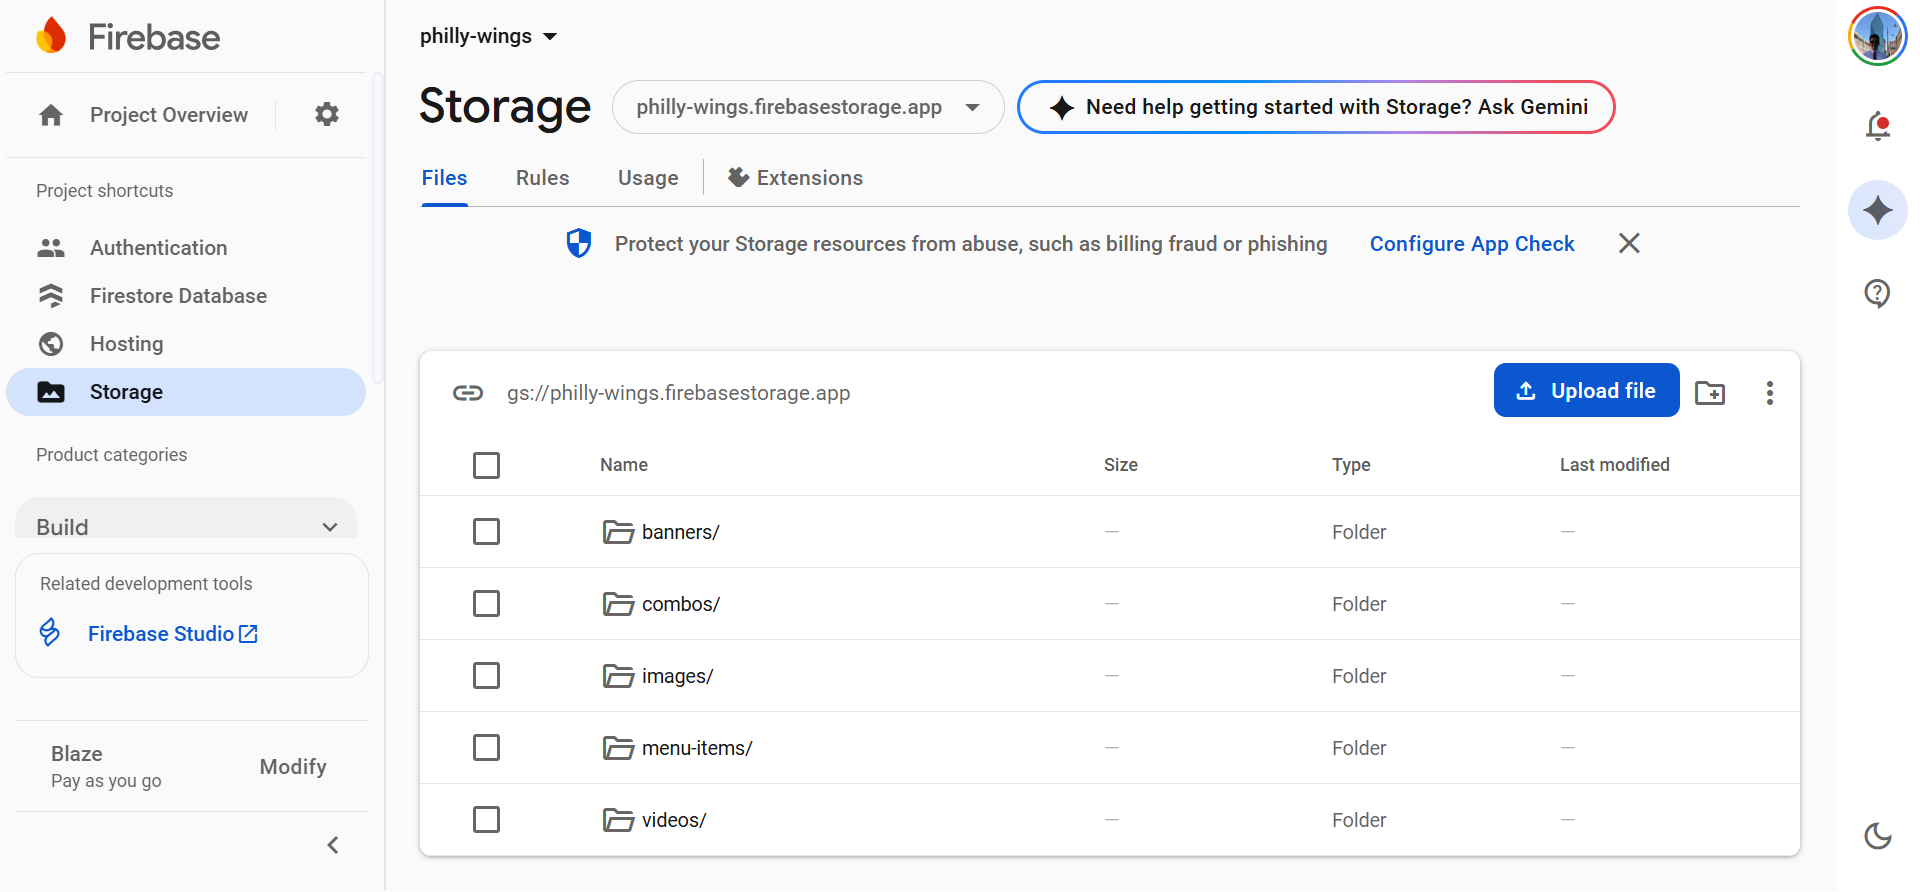 Firebase
philly-wings
Storage
philly-wings.firebasestorage.app
Need help getting started with Storage? Ask Gemini
Project Overview
Files
Rules
Usage
Extensions
Project shortcuts
Protect your Storage resources from abuse, such as billing fraud or phishing
Configure App Check
Authentication
Firestore Database
Hosting
Storage
Product categories
Build
Related development tools
Firebase Studio
Blaze
Pay as you go
Modify
gs://philly-wings.firebasestorage.app
Upload file
Name Size Type Last modified
banners/ — Folder —
combos/ — Folder —
images/ — Folder —
menu-items/ — Folder —
videos/ — Folder —